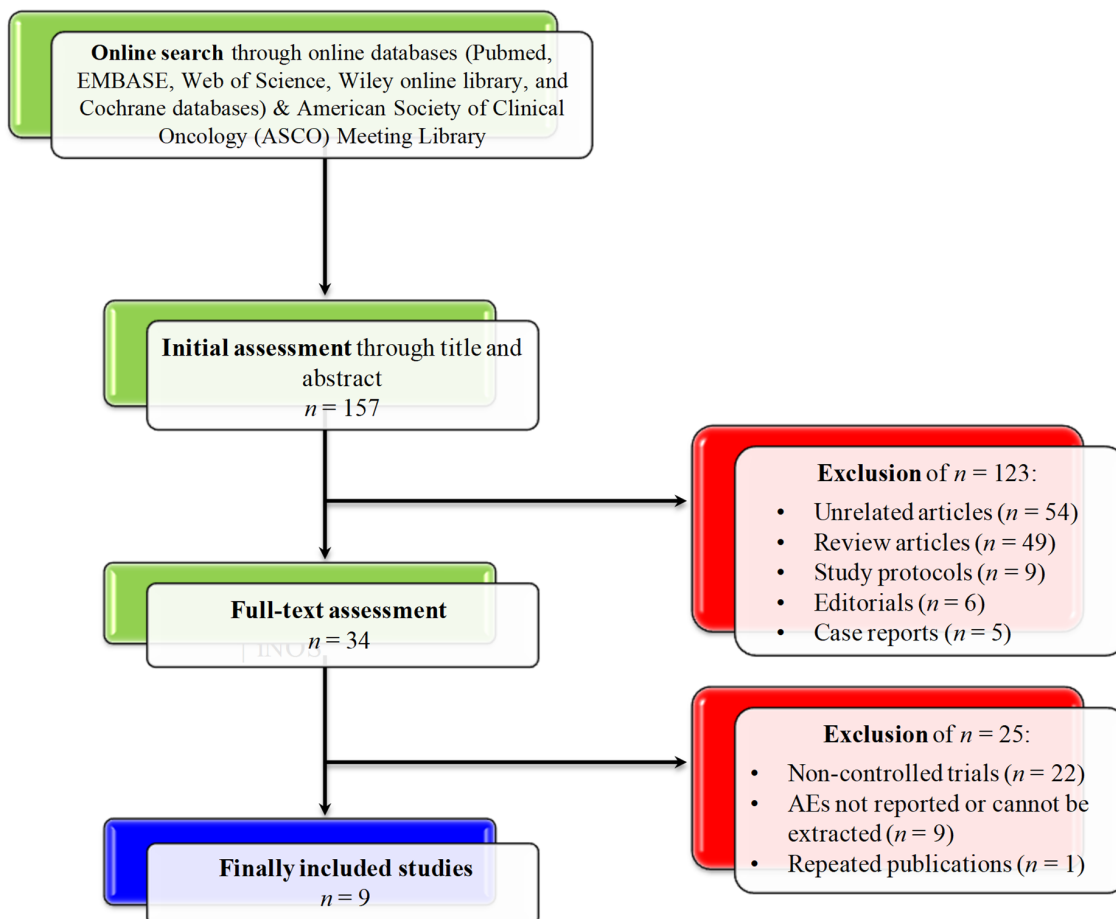 Online search through online databases (Pubmed,
EMBASE, Web of Science, Wiley online library, and
Cochrane databases) & American Society of Clinical
Oncology (ASCO) Meeting Library
Initial assessment through title and
abstract
n = 157
Exclusion of n = 123:
• Unrelated articles (n = 54)
• Review articles (n = 49)
• Study protocols (n = 9)
• Editorials (n = 6)
• Case reports (n = 5)
Full-text assessment
n = 34
Exclusion of n = 25:
• Non-controlled trials (n = 22)
• AEs not reported or cannot be
extracted (n = 9)
• Repeated publications (n = 1)
Finally included studies
n = 9